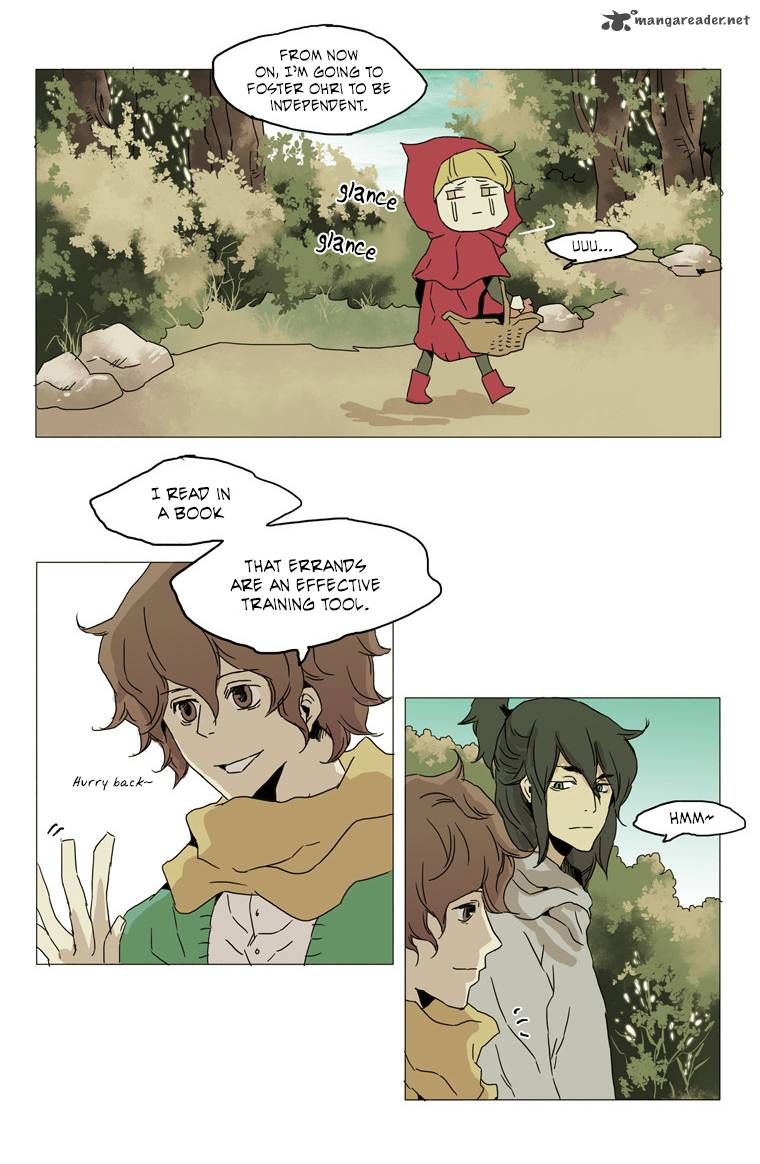 mangareader.net
FROM NOW
ON, I'M GOING TO
FOSTER OHRI TO BE
INDEPENDENT.
glance
glance
UUU...
I READ IN
A BOOK
THAT ERRANDS
ARE AN EFFECTIVE
TRAINING TOOL.
Hurry back~
HMM~